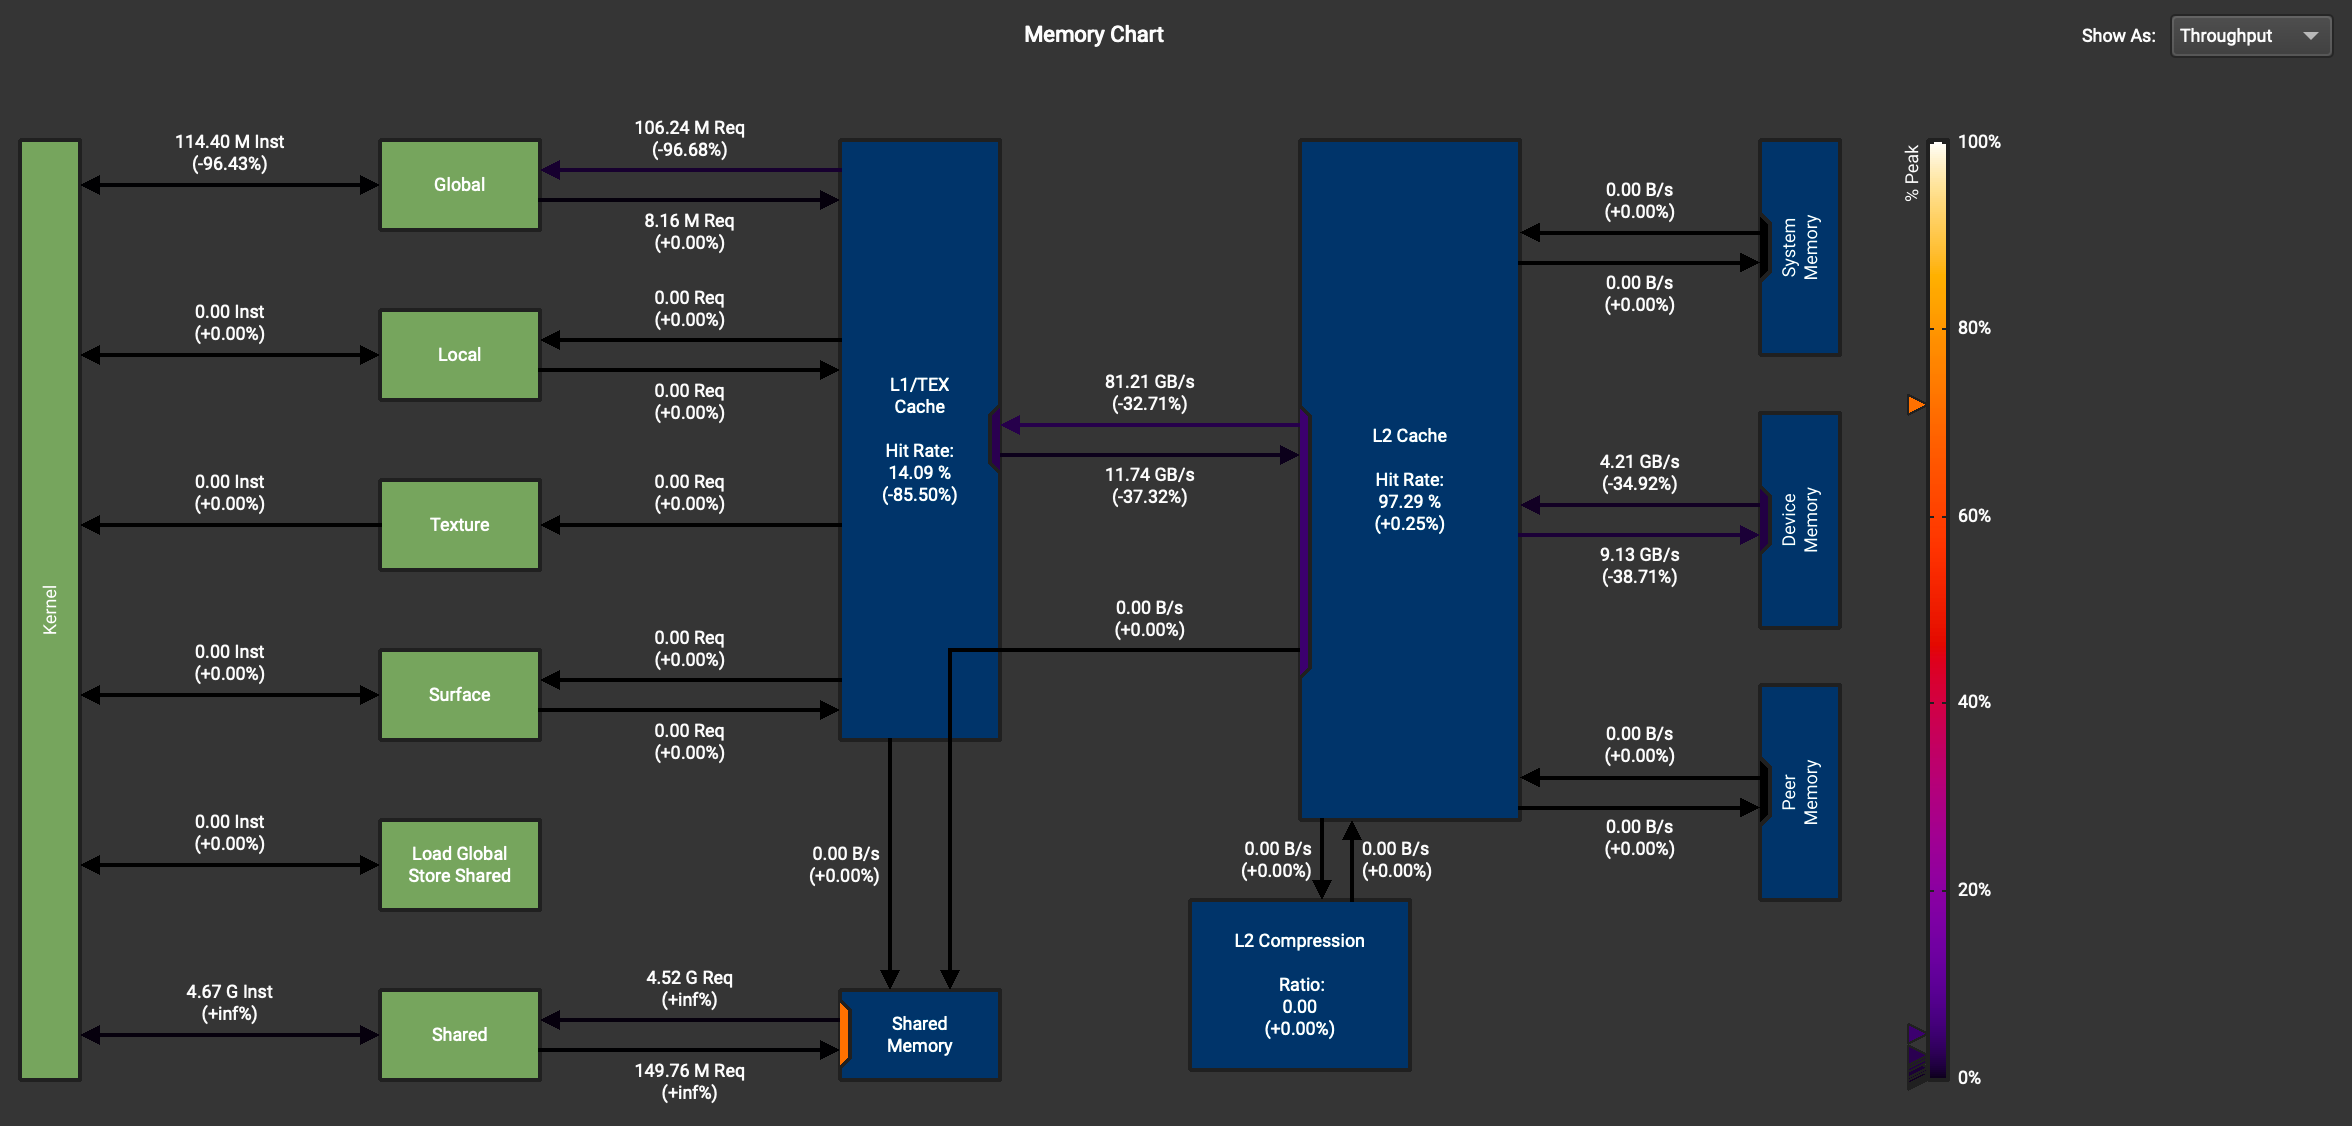 Memory Chart
Show As:
Throughput
Kernel
114.40 M Inst
(-96.43%)
Global
106.24 M Req
(-96.68%)
8.16 M Req
(+0.00%)
0.00 Inst
(+0.00%)
Local
0.00 Req
(+0.00%)
0.00 Req
(+0.00%)
0.00 Inst
(+0.00%)
Texture
0.00 Req
(+0.00%)
0.00 Inst
(+0.00%)
Surface
0.00 Req
(+0.00%)
0.00 Req
(+0.00%)
0.00 Inst
(+0.00%)
Load Global
Store Shared
4.67 G Inst
(+inf%)
Shared
4.52 G Req
(+inf%)
149.76 M Req
(+inf%)
L1/TEX
Cache
Hit Rate:
14.09 %
(-85.50%)
0.00 B/s
(+0.00%)
Shared
Memory
81.21 GB/s
(-32.71%)
11.74 GB/s
(-37.32%)
0.00 B/s
(+0.00%)
L2 Cache
Hit Rate:
97.29 %
(+0.25%)
0.00 B/s
(+0.00%)
0.00 B/s
(+0.00%)
L2 Compression
Ratio:
0.00
(+0.00%)
0.00 B/s
(+0.00%)
0.00 B/s
(+0.00%)
System
Memory
4.21 GB/s
(-34.92%)
9.13 GB/s
(-38.71%)
Device
Memory
0.00 B/s
(+0.00%)
0.00 B/s
(+0.00%)
Peer
Memory
% Peak
100%
80%
60%
40%
20%
0%